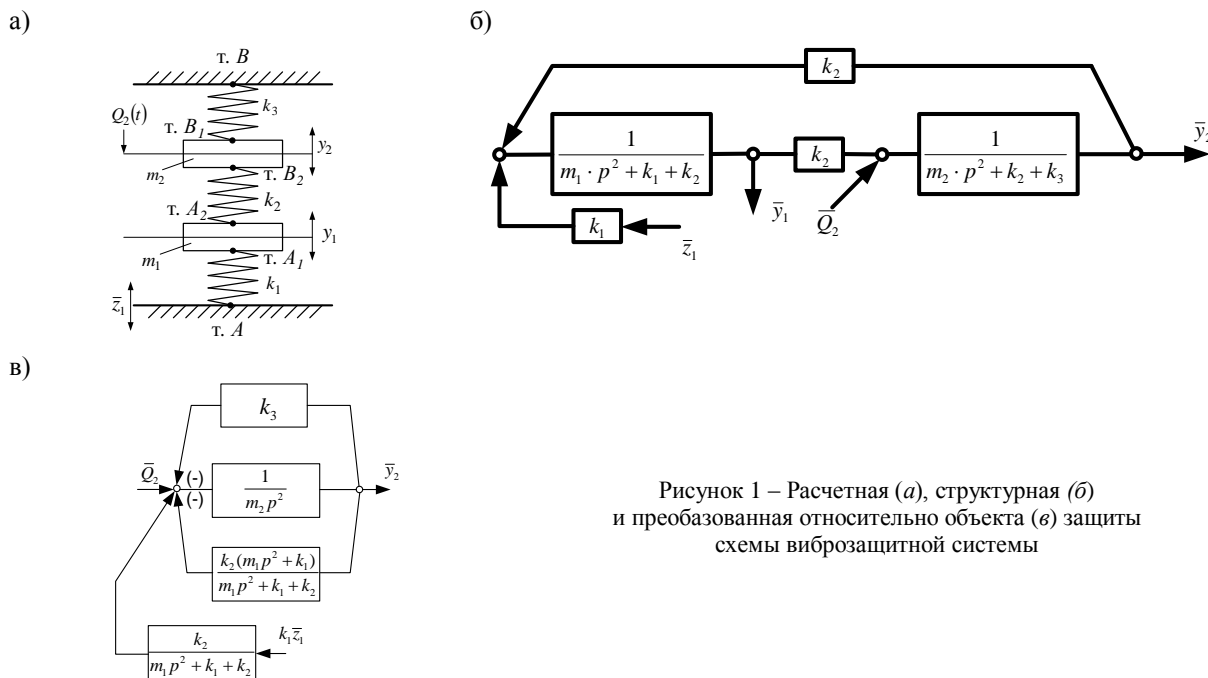 а)
т. B
k₃
Q₂(t)
т. B₁
y₂
m₂
т. B₂
k₂
т. A₂
y₁
m₁
т. A₁
k₁
z̄₁
т. A
б)
k₂
1
m₁ · p² + k₁ + k₂
k₂
1
m₂ · p² + k₂ + k₃
ȳ₂
ȳ₁
Q̄₂
k₁
z̄₁
в)
k₃
Q̄₂
(-)
(-)
1
m₂ p²
ȳ₂
k₂(m₁p² + k₁)
m₁p² + k₁ + k₂
k₂
m₁p² + k₁ + k₂
k₁z̄₁
Рисунок 1 – Расчетная (а), структурная (б)
и преобазованная относительно объекта (в) защиты
схемы виброзащитной системы